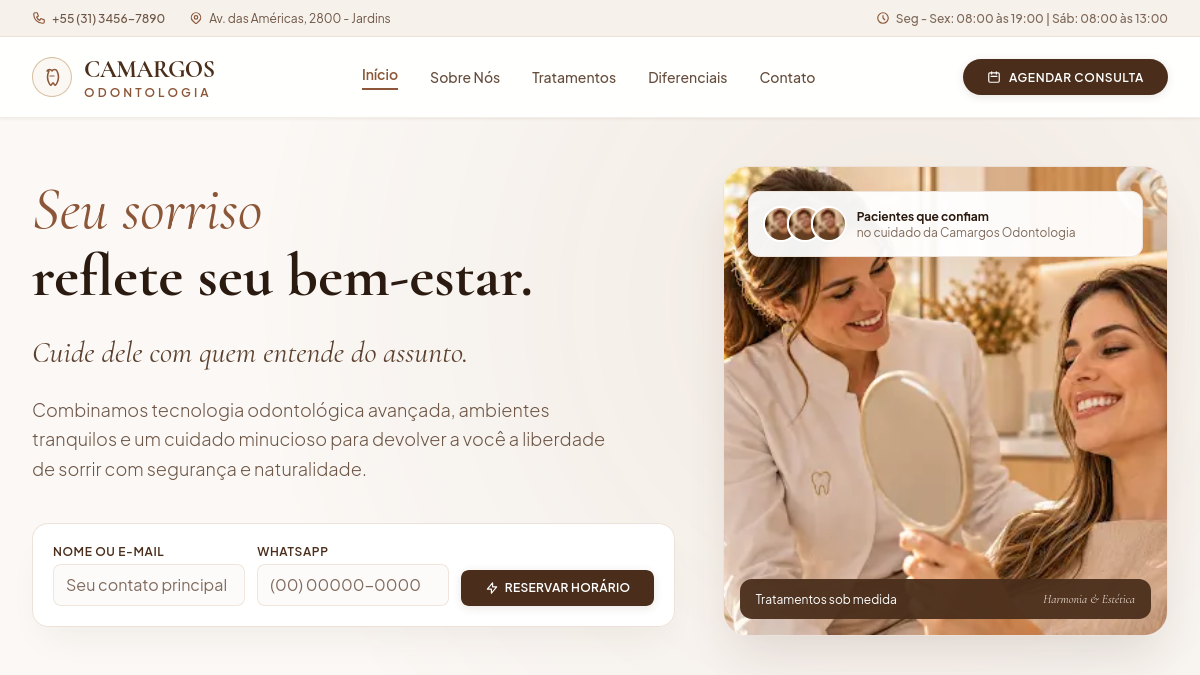 +55 (31) 3456-7890
Av. das Américas, 2800 - Jardins
Seg - Sex: 08:00 às 19:00 | Sáb: 08:00 às 13:00
CAMARGOS
ODONTOLOGIA
Início
Sobre Nós
Tratamentos
Diferenciais
Contato
AGENDAR CONSULTA
Seu sorriso
reflete seu bem-estar.
Cuide dele com quem entende do assunto.
Combinamos tecnologia odontológica avançada, ambientes
tranquilos e um cuidado minucioso para devolver a você a liberdade
de sorrir com segurança e naturalidade.
NOME OU E-MAIL
WHATSAPP
Seu contato principal
(00) 00000-0000
RESERVAR HORÁRIO
Pacientes que confiam
no cuidado da Camargos Odontologia
Tratamentos sob medida
Harmonia & Estética